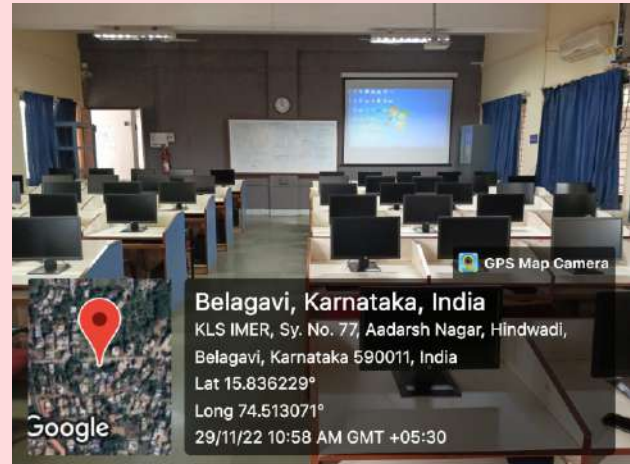 GPS Map Camera
Belagavi, Karnataka, India
KLS IMER, Sy. No. 77, Aadarsh Nagar, Hindwadi,
Belagavi, Karnataka 590011, India
Lat 15.836229°
Long 74.513071°
29/11/22 10:58 AM GMT +05:30
Google